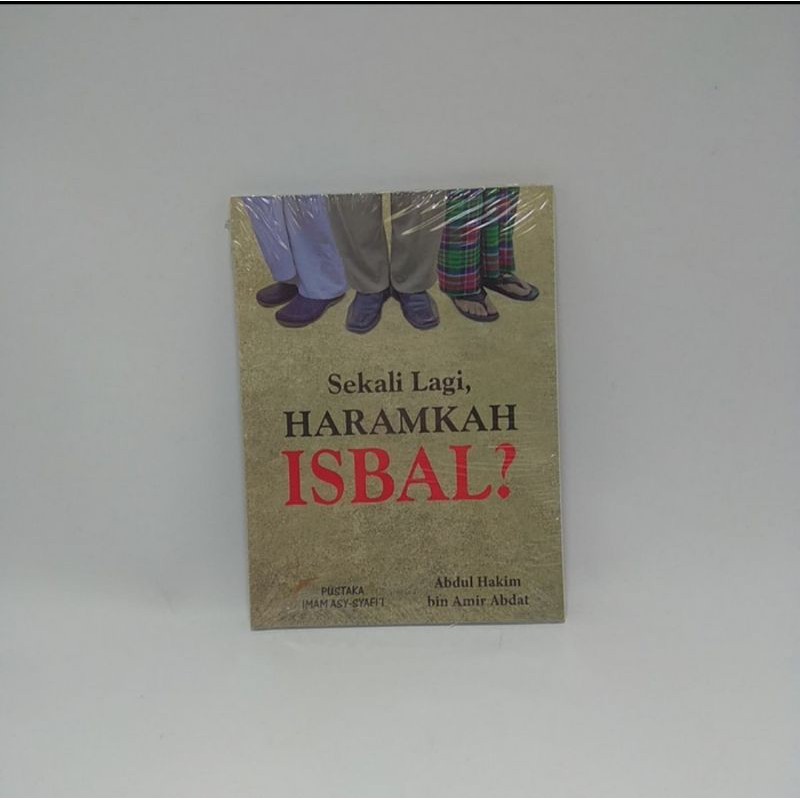 Sekali Lagi,
HARAMKAH
ISBAL?
PUSTAKA
IMAM ASY-SYAFI'I
Abdul Hakim
bin Amir Abdat